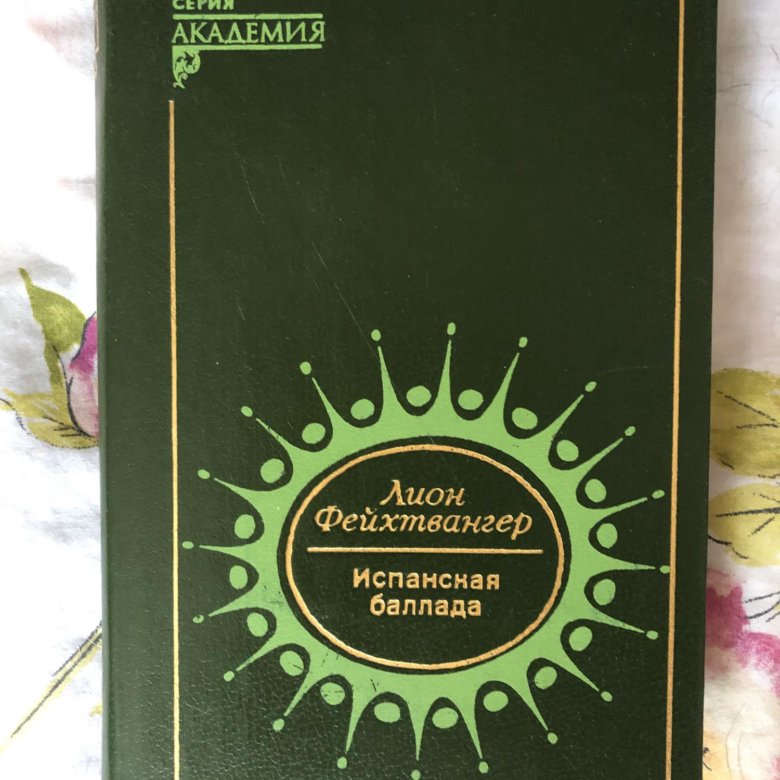 СЕРИЯ
АКАДЕМИЯ
Лион
Фейхтвангер
Испанская
баллада